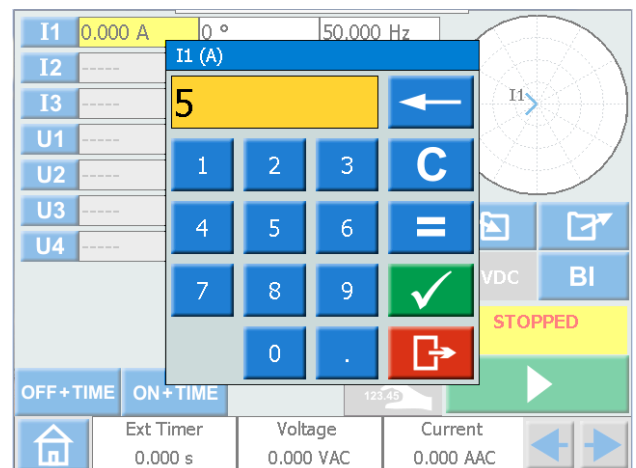 I1 0.000 A 0 ° 50.000 Hz
I2 -----
I3 -----
U1 -----
U2 -----
U3 -----
U4 -----
I1 (A)
5
1 2 3 C
4 5 6 =
7 8 9
0 .
I1
VDC BI
STOPPED
OFF+TIME ON+TIME 123.45
Ext Timer Voltage Current
0.000 s 0.000 VAC 0.000 AAC